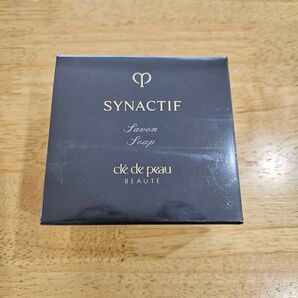 SYNACTIF
Savon
Soap
clé de peau
BEAUTÉ